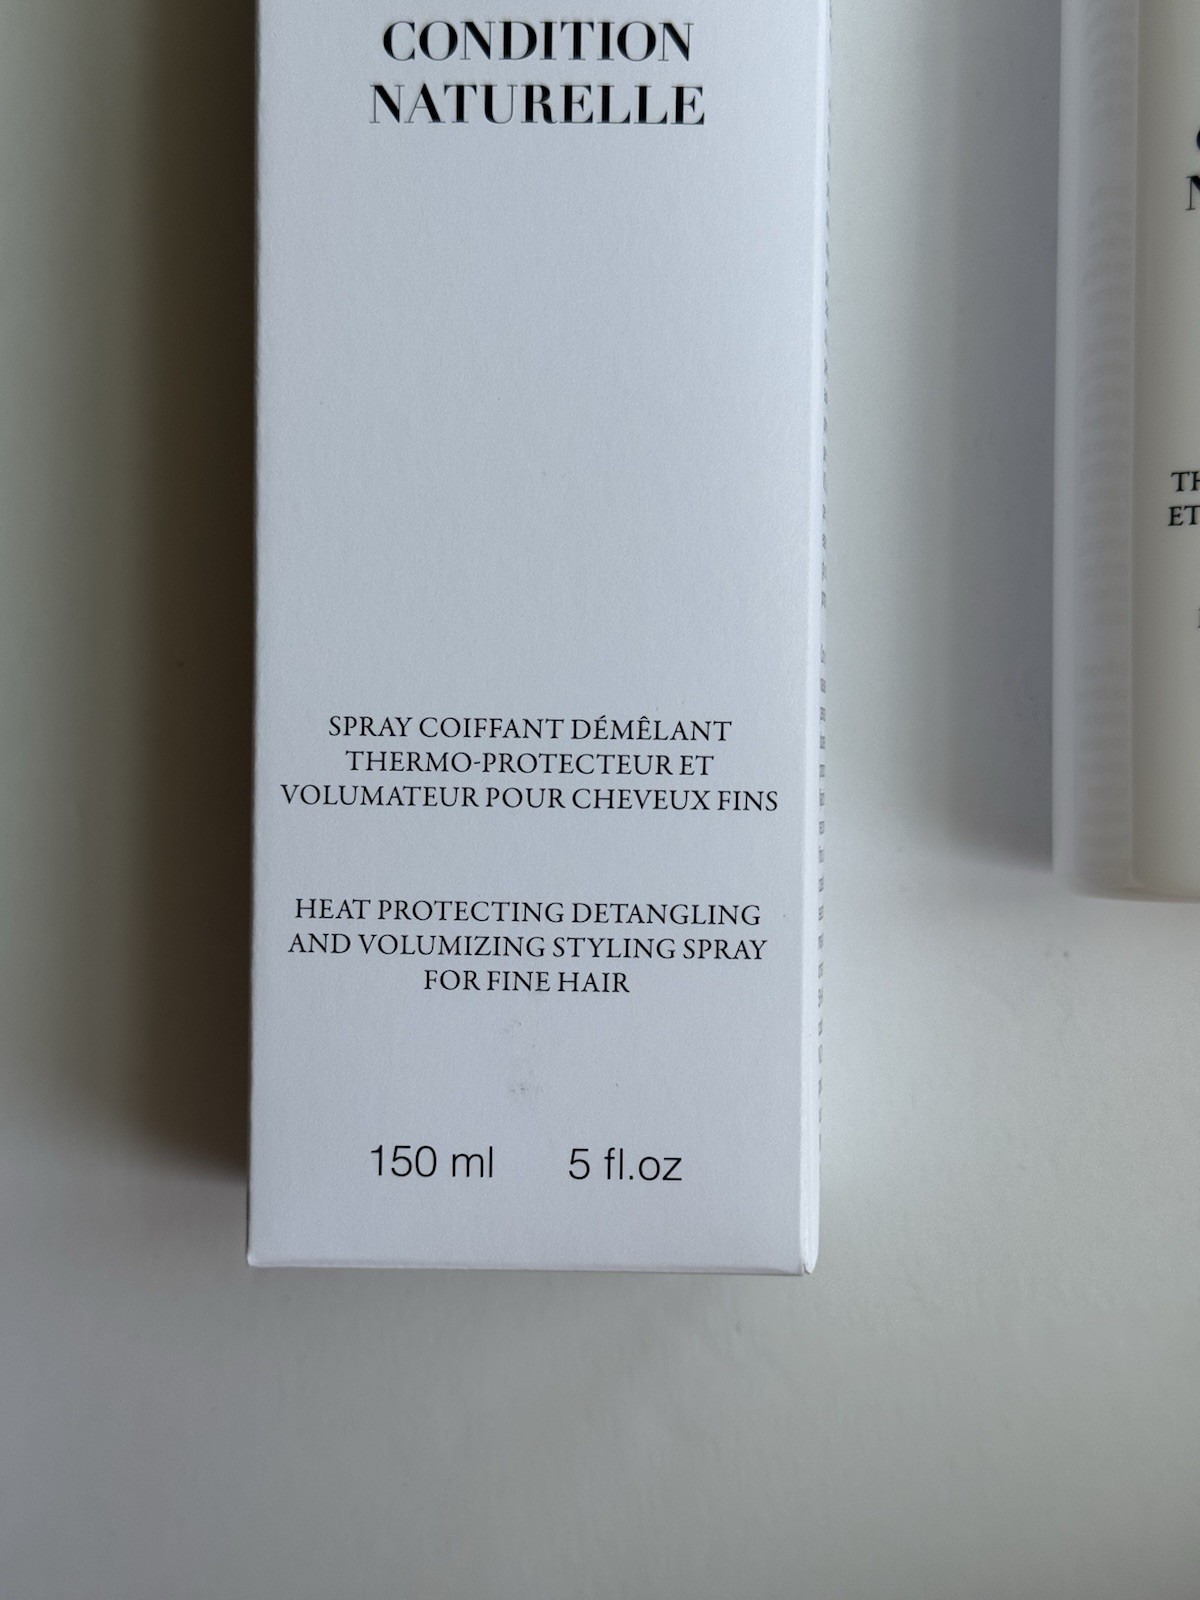 CONDITION
NATURELLE
SPRAY COIFFANT DÉMÊLANT
THERMO-PROTECTEUR ET
VOLUMATEUR POUR CHEVEUX FINS
HEAT PROTECTING DETANGLING
AND VOLUMIZING STYLING SPRAY
FOR FINE HAIR
150 ml 5 fl.oz
ET